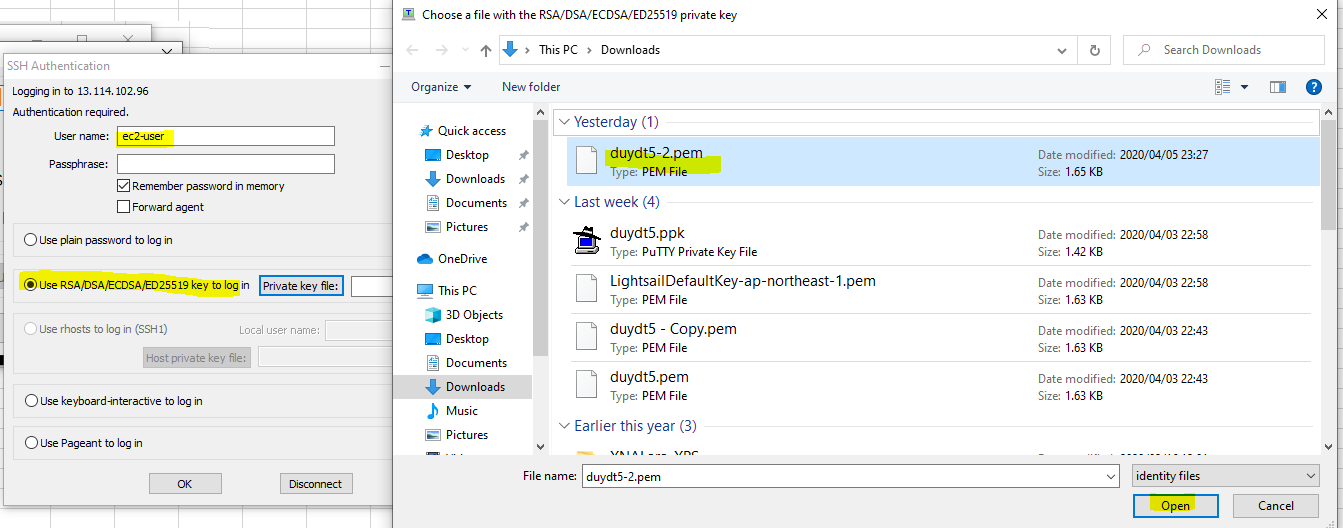 SSH Authentication
Logging in to 13.114.102.96
Authentication required.
User name: ec2-user
Passphrase:
Remember password in memory
Forward agent
Use plain password to log in
Use RSA/DSA/ECDSA/ED25519 key to log in Private key file:
Use rhosts to log in (SSH1) Local user name:
Host private key file:
Use keyboard-interactive to log in
Use Pageant to log in
OK Disconnect
Choose a file with the RSA/DSA/ECDSA/ED25519 private key
This PC Downloads
Search Downloads
Organize New folder
Quick access
Desktop
Downloads
Documents
Pictures
OneDrive
This PC
3D Objects
Desktop
Documents
Downloads
Music
Pictures
Yesterday (1)
duydt5-2.pem Date modified: 2020/04/05 23:27
Type: PEM File Size: 1.65 KB
Last week (4)
duydt5.ppk Date modified: 2020/04/03 22:58
Type: PuTTY Private Key File Size: 1.42 KB
LightsailDefaultKey-ap-northeast-1.pem Date modified: 2020/04/03 22:58
Type: PEM File Size: 1.63 KB
duydt5 - Copy.pem Date modified: 2020/04/03 22:43
Type: PEM File Size: 1.63 KB
duydt5.pem Date modified: 2020/04/03 22:43
Type: PEM File Size: 1.63 KB
Earlier this year (3)
File name: duydt5-2.pem identity files
Open Cancel